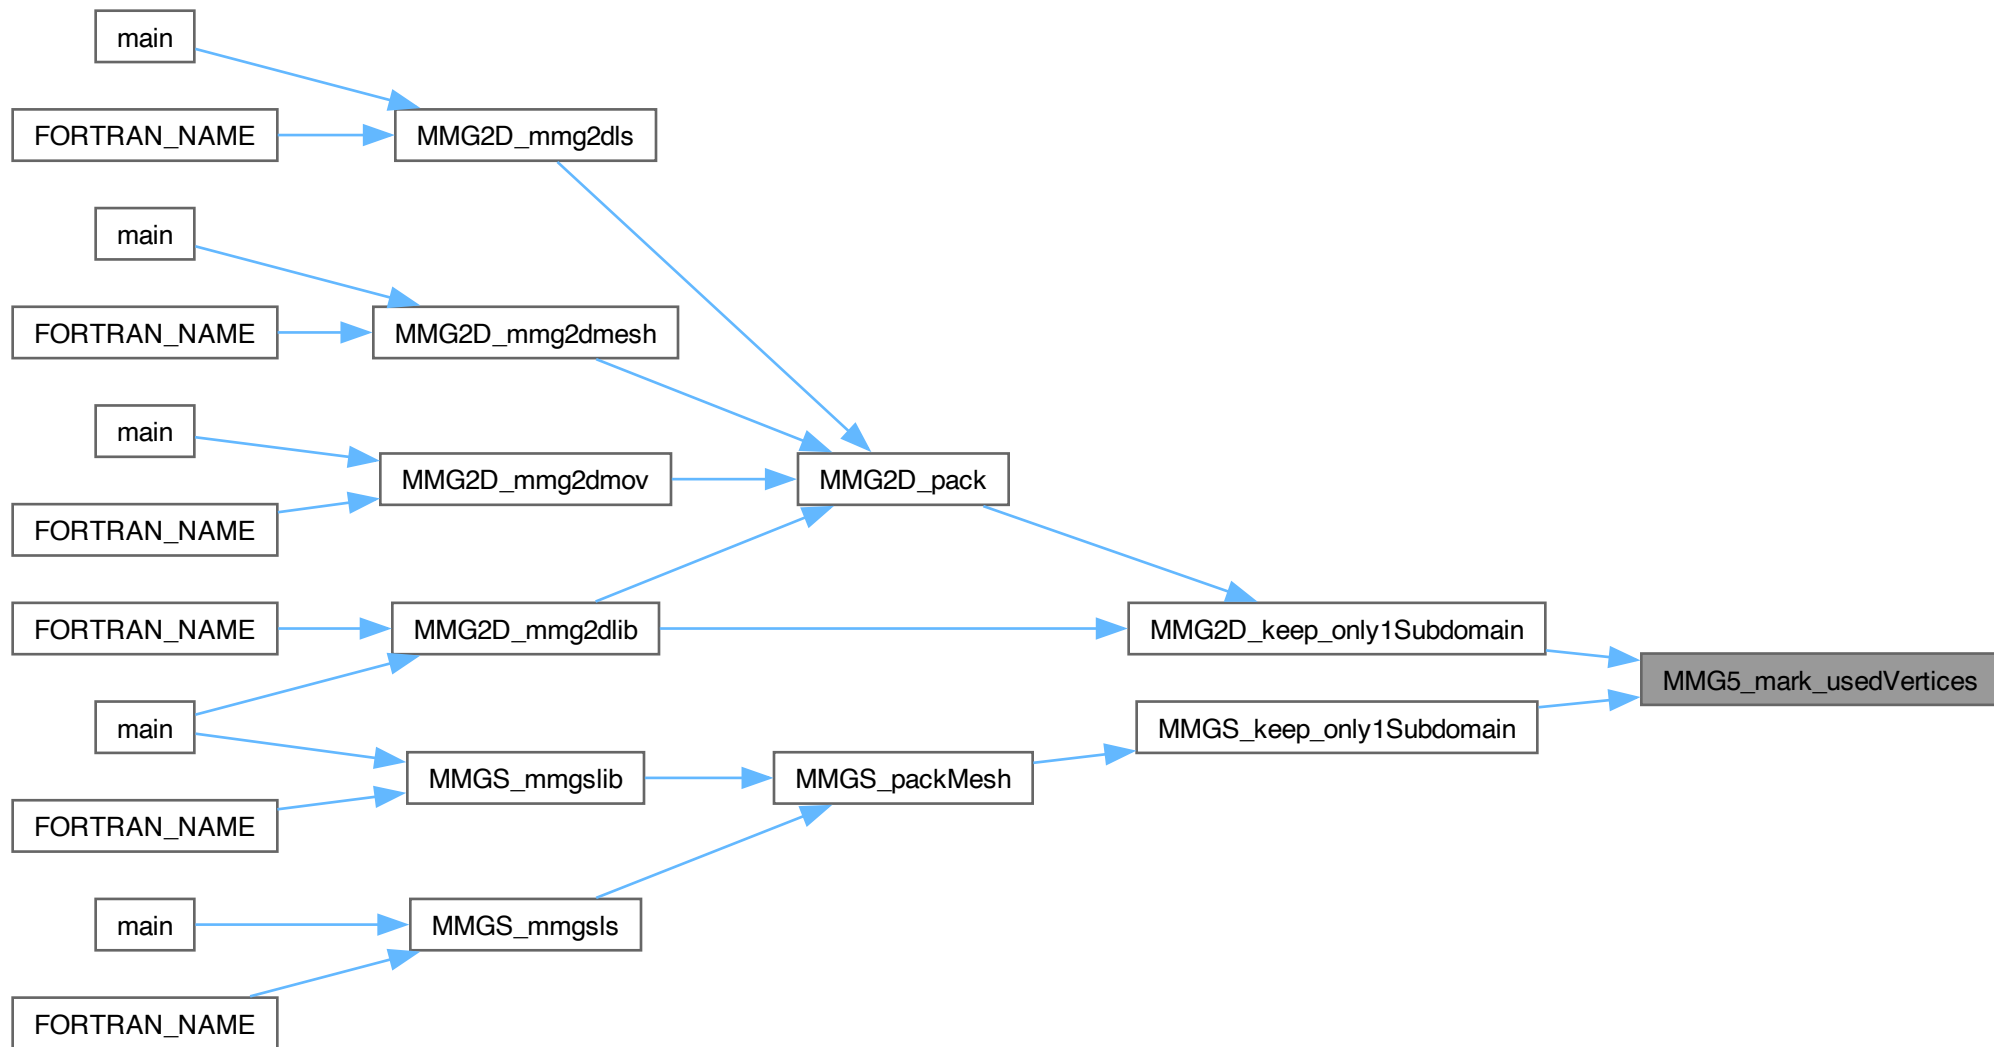 main
FORTRAN_NAME
MMG2D_mmg2dls
main
FORTRAN_NAME
MMG2D_mmg2dmesh
main
MMG2D_mmg2dmov
MMG2D_pack
FORTRAN_NAME
FORTRAN_NAME
MMG2D_mmg2dlib
MMG2D_keep_only1Subdomain
MMG5_mark_usedVertices
main
MMGS_keep_only1Subdomain
MMGS_mmgslib
MMGS_packMesh
FORTRAN_NAME
main
MMGS_mmgsls
FORTRAN_NAME